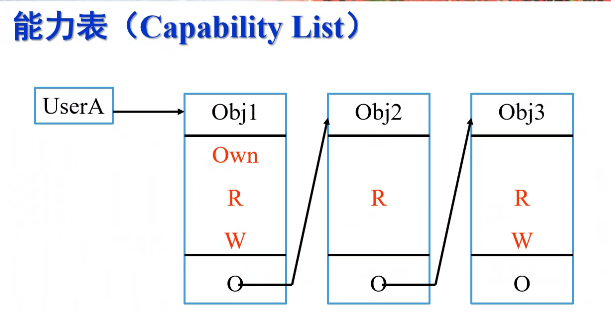 能力表（Capability List）
UserA
Obj1
Obj2
Obj3
Own
R
R
R
W
W
O
O
O